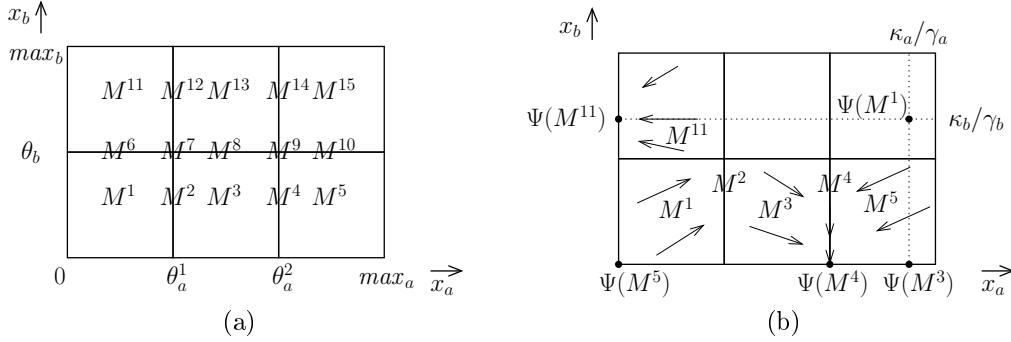 x_b
max_b
M^{11} M^{12} M^{13} M^{14} M^{15}
θ_b
M^6 M^7 M^8 M^9 M^{10}
M^1 M^2 M^3 M^4 M^5
0 θ_a^1 θ_a^2 max_a x_a
(a)
x_b κ_a/γ_a
Ψ(M^{11}) Ψ(M^1) κ_b/γ_b
M^{11}
M^2 M^4
M^1 M^3 M^5
Ψ(M^5) Ψ(M^4) Ψ(M^3) x_a
(b)